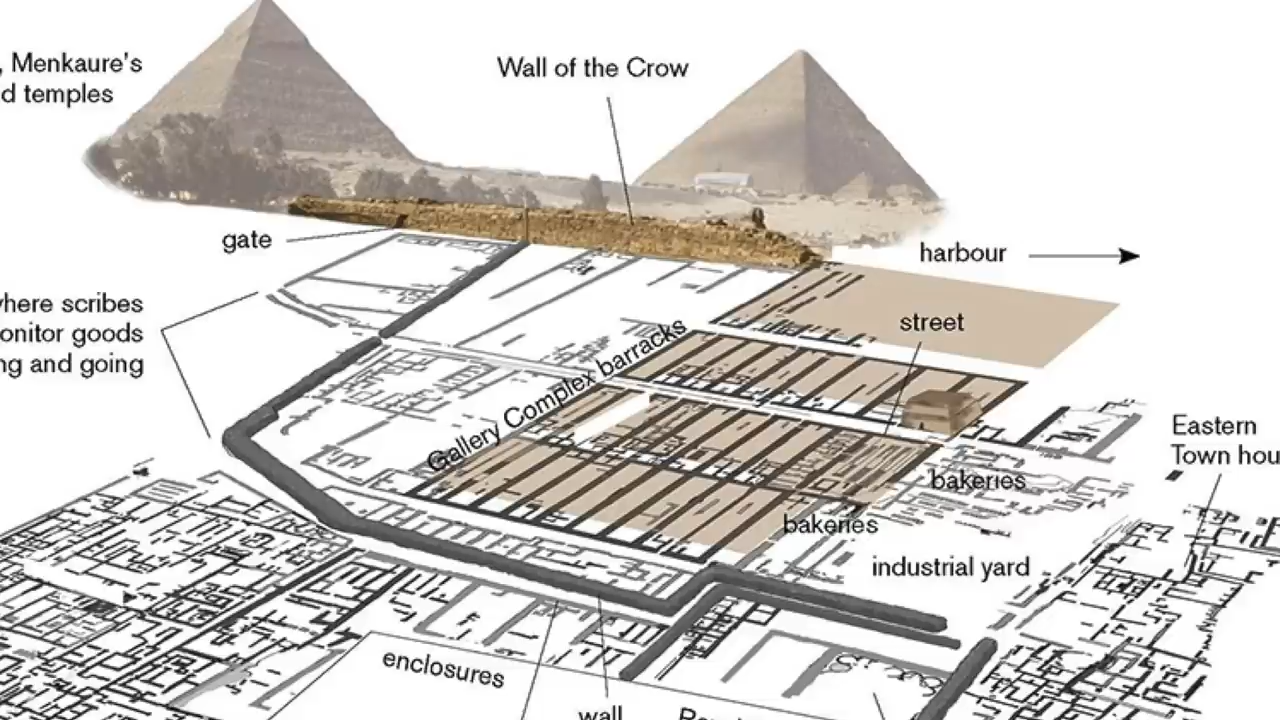 , Menkaure's
d temples
Wall of the Crow
gate
harbour
where scribes
onitor goods
ng and going
street
Gallery Complex barracks
Eastern
Town hou
bakeries
bakeries
industrial yard
enclosures
wall